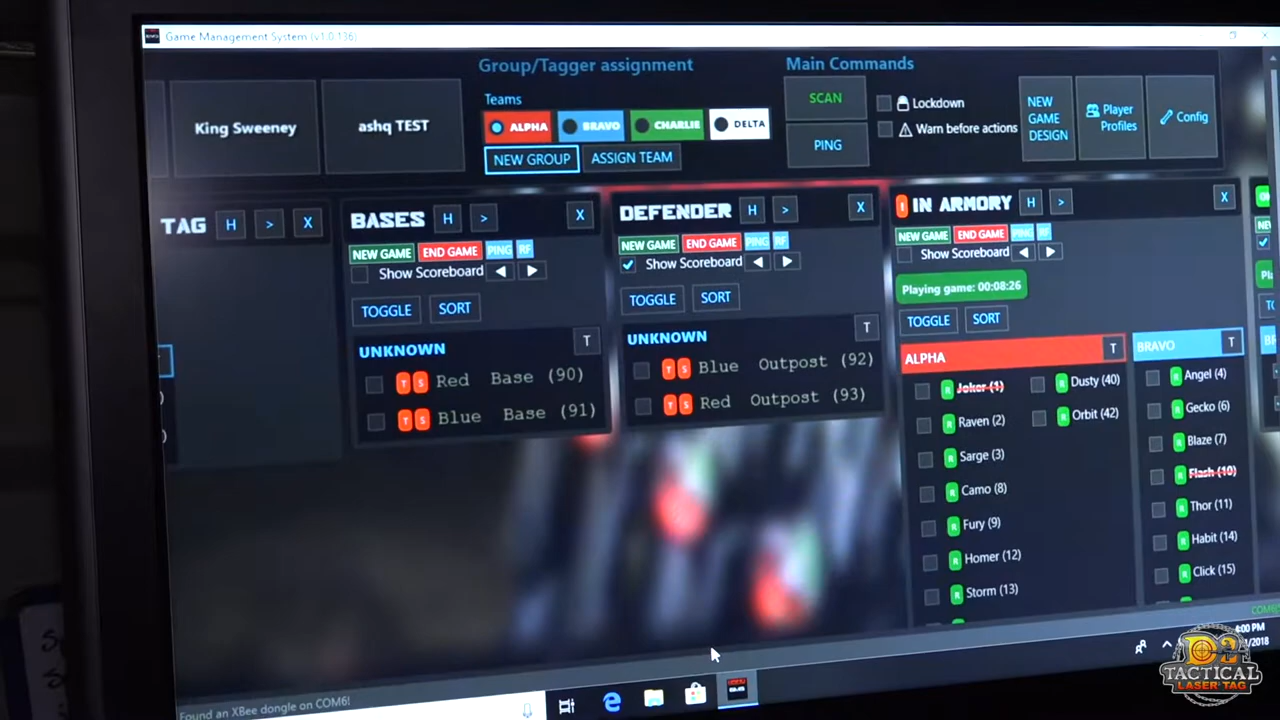 Game Management System (v1.0.136)
Group/Tagger assignment
Main Commands
King Sweeney
ashq TEST
Teams
ALPHA BRAVO CHARLIE DELTA
NEW GROUP ASSIGN TEAM
SCAN
PING
Lockdown
Warn before actions
NEW GAME DESIGN
Player Profiles
Config
TAG H > X
BASES H > X
NEW GAME END GAME PING RF
Show Scoreboard
TOGGLE SORT
UNKNOWN T
T S Red Base (90)
T S Blue Base (91)
DEFENDER H > X
NEW GAME END GAME PING RF
Show Scoreboard
TOGGLE SORT
UNKNOWN T
T S Blue Outpost (92)
T S Red Outpost (93)
! IN ARMORY H > X
NEW GAME END GAME PING RF
Show Scoreboard
Playing game: 00:08:26
TOGGLE SORT
ALPHA T
R Joker (1)
R Raven (2)
R Sarge (3)
R Camo (8)
R Fury (9)
R Homer (12)
R Storm (13)
R Dusty (40)
R Orbit (42)
BRAVO T
R Angel (4)
R Gecko (6)
R Blaze (7)
R Flash (10)
R Thor (11)
R Habit (14)
R Click (15)
Found an XBee dongle on COM6!
:00 PM
/2018
D2
TACTICAL
LASER TAG